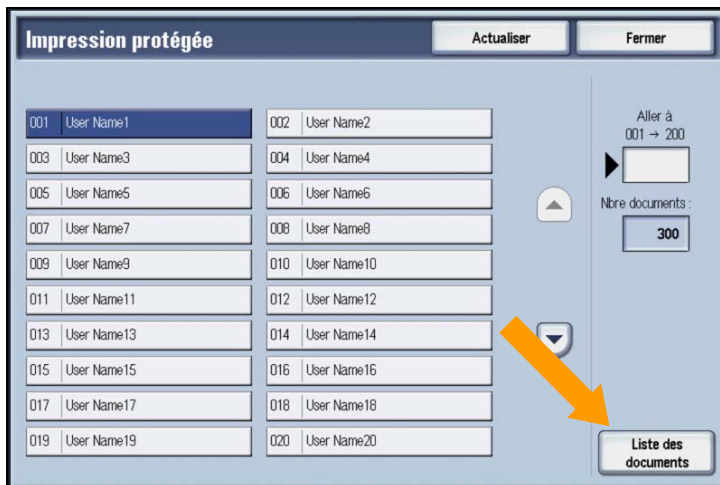 Impression protégée
Actualiser
Fermer
001 User Name1
002 User Name2
003 User Name3
004 User Name4
005 User Name5
006 User Name6
007 User Name7
008 User Name8
009 User Name9
010 User Name10
011 User Name11
012 User Name12
013 User Name13
014 User Name14
015 User Name15
016 User Name16
017 User Name17
018 User Name18
019 User Name19
020 User Name20
Aller à
001 → 200
Nbre documents :
300
Liste des
documents